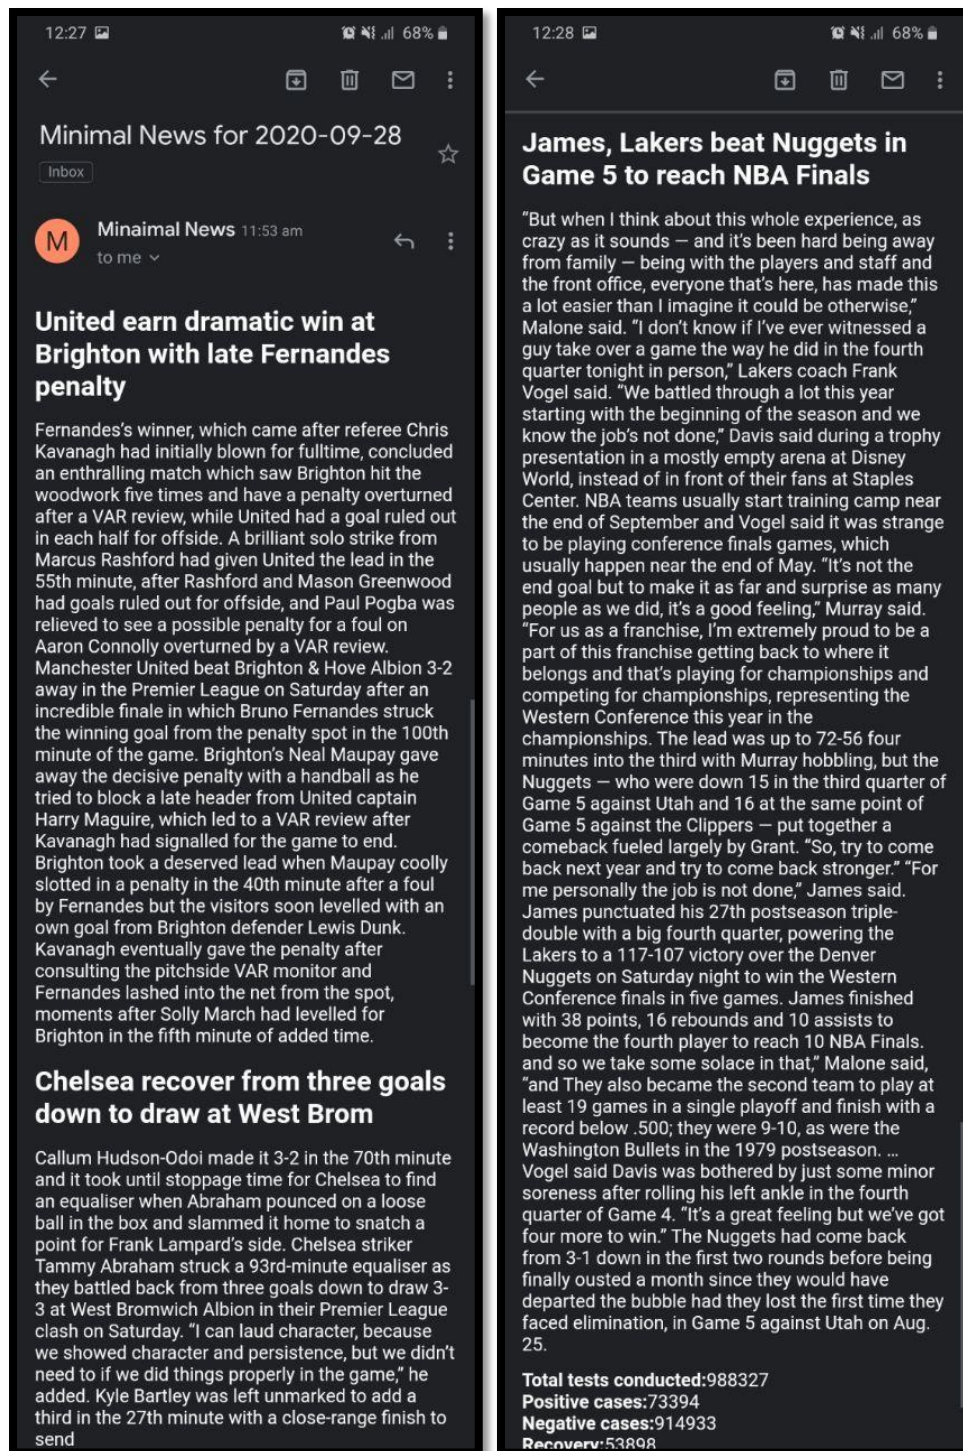 12:27
68%
Minimal News for 2020-09-28
Inbox
M
Minaimal News 11:53 am
to me
United earn dramatic win at
Brighton with late Fernandes
penalty
Fernandes's winner, which came after referee Chris
Kavanagh had initially blown for fulltime, concluded
an enthralling match which saw Brighton hit the
woodwork five times and have a penalty overturned
after a VAR review, while United had a goal ruled out
in each half for offside. A brilliant solo strike from
Marcus Rashford had given United the lead in the
55th minute, after Rashford and Mason Greenwood
had goals ruled out for offside, and Paul Pogba was
relieved to see a possible penalty for a foul on
Aaron Connolly overturned by a VAR review.
Manchester United beat Brighton & Hove Albion 3-2
away in the Premier League on Saturday after an
incredible finale in which Bruno Fernandes struck
the winning goal from the penalty spot in the 100th
minute of the game. Brighton's Neal Maupay gave
away the decisive penalty with a handball as he
tried to block a late header from United captain
Harry Maguire, which led to a VAR review after
Kavanagh had signalled for the game to end.
Brighton took a deserved lead when Maupay coolly
slotted in a penalty in the 40th minute after a foul
by Fernandes but the visitors soon levelled with an
own goal from Brighton defender Lewis Dunk.
Kavanagh eventually gave the penalty after
consulting the pitchside VAR monitor and
Fernandes lashed into the net from the spot,
moments after Solly March had levelled for
Brighton in the fifth minute of added time.
Chelsea recover from three goals
down to draw at West Brom
Callum Hudson-Odoi made it 3-2 in the 70th minute
and it took until stoppage time for Chelsea to find
an equaliser when Abraham pounced on a loose
ball in the box and slammed it home to snatch a
point for Frank Lampard's side. Chelsea striker
Tammy Abraham struck a 93rd-minute equaliser as
they battled back from three goals down to draw 3-
3 at West Bromwich Albion in their Premier League
clash on Saturday. “I can laud character, because
we showed character and persistence, but we didn't
need to if we did things properly in the game,” he
added. Kyle Bartley was left unmarked to add a
third in the 27th minute with a close-range finish to
send
12:28
68%
James, Lakers beat Nuggets in
Game 5 to reach NBA Finals
“But when I think about this whole experience, as
crazy as it sounds — and it's been hard being away
from family — being with the players and staff and
the front office, everyone that's here, has made this
a lot easier than I imagine it could be otherwise,”
Malone said. “I don't know if I've ever witnessed a
guy take over a game the way he did in the fourth
quarter tonight in person,” Lakers coach Frank
Vogel said. “We battled through a lot this year
starting with the beginning of the season and we
know the job's not done,” Davis said during a trophy
presentation in a mostly empty arena at Disney
World, instead of in front of their fans at Staples
Center. NBA teams usually start training camp near
the end of September and Vogel said it was strange
to be playing conference finals games, which
usually happen near the end of May. “It's not the
end goal but to make it as far and surprise as many
people as we did, it's a good feeling,” Murray said.
“For us as a franchise, I'm extremely proud to be a
part of this franchise getting back to where it
belongs and that's playing for championships and
competing for championships, representing the
Western Conference this year in the
championships. The lead was up to 72-56 four
minutes into the third with Murray hobbling, but the
Nuggets — who were down 15 in the third quarter of
Game 5 against Utah and 16 at the same point of
Game 5 against the Clippers — put together a
comeback fueled largely by Grant. “So, try to come
back next year and try to come back stronger.” “For
me personally the job is not done,” James said.
James punctuated his 27th postseason triple-
double with a big fourth quarter, powering the
Lakers to a 117-107 victory over the Denver
Nuggets on Saturday night to win the Western
Conference finals in five games. James finished
with 38 points, 16 rebounds and 10 assists to
become the fourth player to reach 10 NBA Finals.
and so we take some solace in that,” Malone said,
“and They also became the second team to play at
least 19 games in a single playoff and finish with a
record below .500; they were 9-10, as were the
Washington Bullets in the 1979 postseason. ...
Vogel said Davis was bothered by just some minor
soreness after rolling his left ankle in the fourth
quarter of Game 4. “It's a great feeling but we've got
four more to win.” The Nuggets had come back
from 3-1 down in the first two rounds before being
finally ousted a month since they would have
departed the bubble had they lost the first time they
faced elimination, in Game 5 against Utah on Aug.
25.
Total tests conducted:988327
Positive cases:73394
Negative cases:914933
Recovery:53898